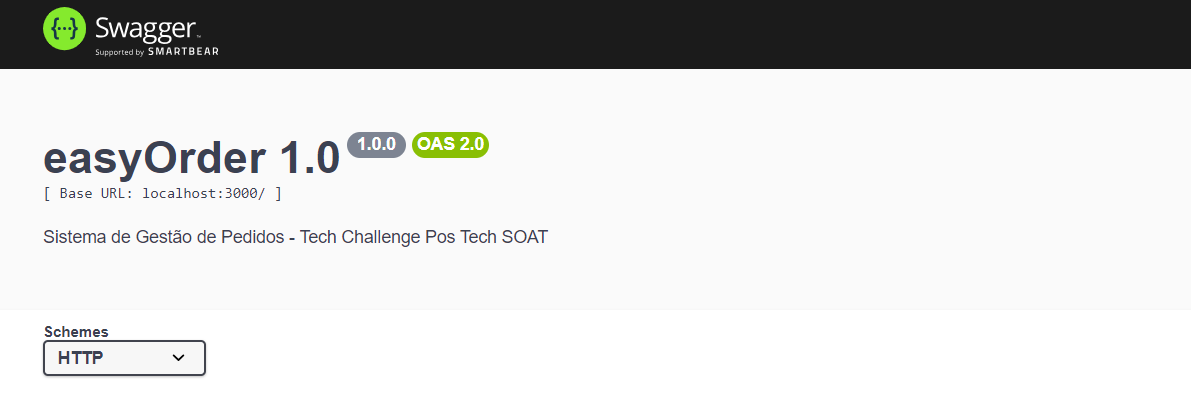 Swagger
Supported by SMARTBEAR
easyOrder 1.0 1.0.0 OAS 2.0
[ Base URL: localhost:3000/ ]
Sistema de Gestão de Pedidos - Tech Challenge Pos Tech SOAT
Schemes
HTTP